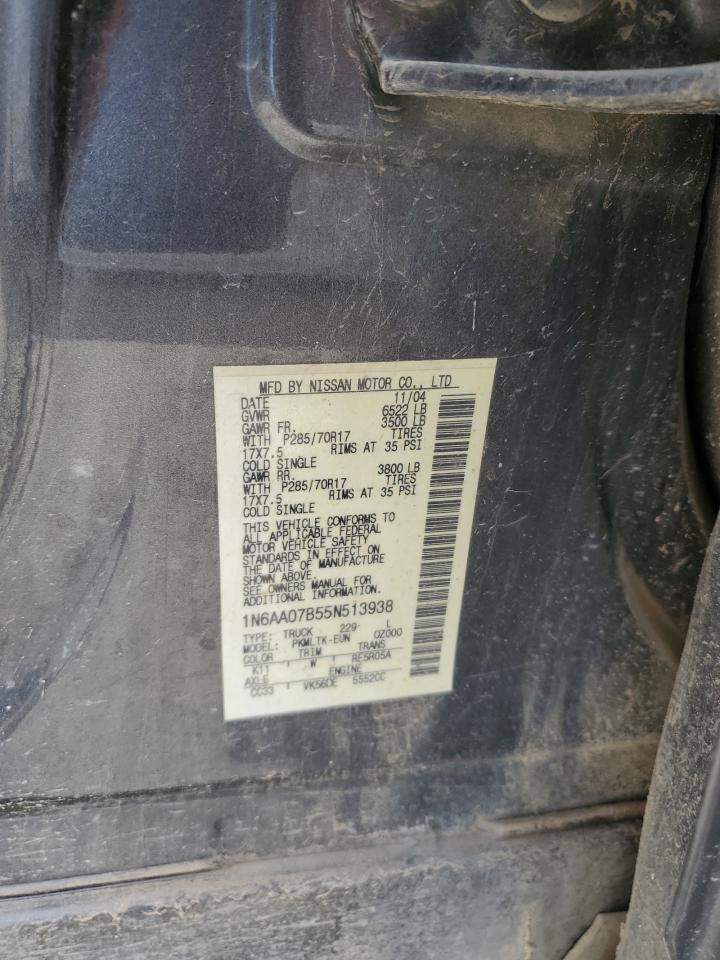 MFD BY NISSAN MOTOR CO., LTD
DATE 11/04
GVWR 6522 LB
GAWR FR. 3500 LB
WITH P285/70R17 TIRES
17X7.5 RIMS AT 35 PSI
COLD SINGLE
GAWR RR. 3800 LB
WITH P285/70R17 TIRES
17X7.5 RIMS AT 35 PSI
COLD SINGLE
THIS VEHICLE CONFORMS TO
ALL APPLICABLE FEDERAL
MOTOR VEHICLE SAFETY
STANDARDS IN EFFECT ON
THE DATE OF MANUFACTURE
SHOWN ABOVE.
SEE OWNERS MANUAL FOR
ADDITIONAL INFORMATION.
1N6AA07B55N513938
TYPE: TRUCK 229 L
MODEL: PKMLTK-EUN 0Z000
COLOR TRIM TRANS
K11 W RE5R05A
AXLE ENGINE
CC33 VK56DE 5552CC